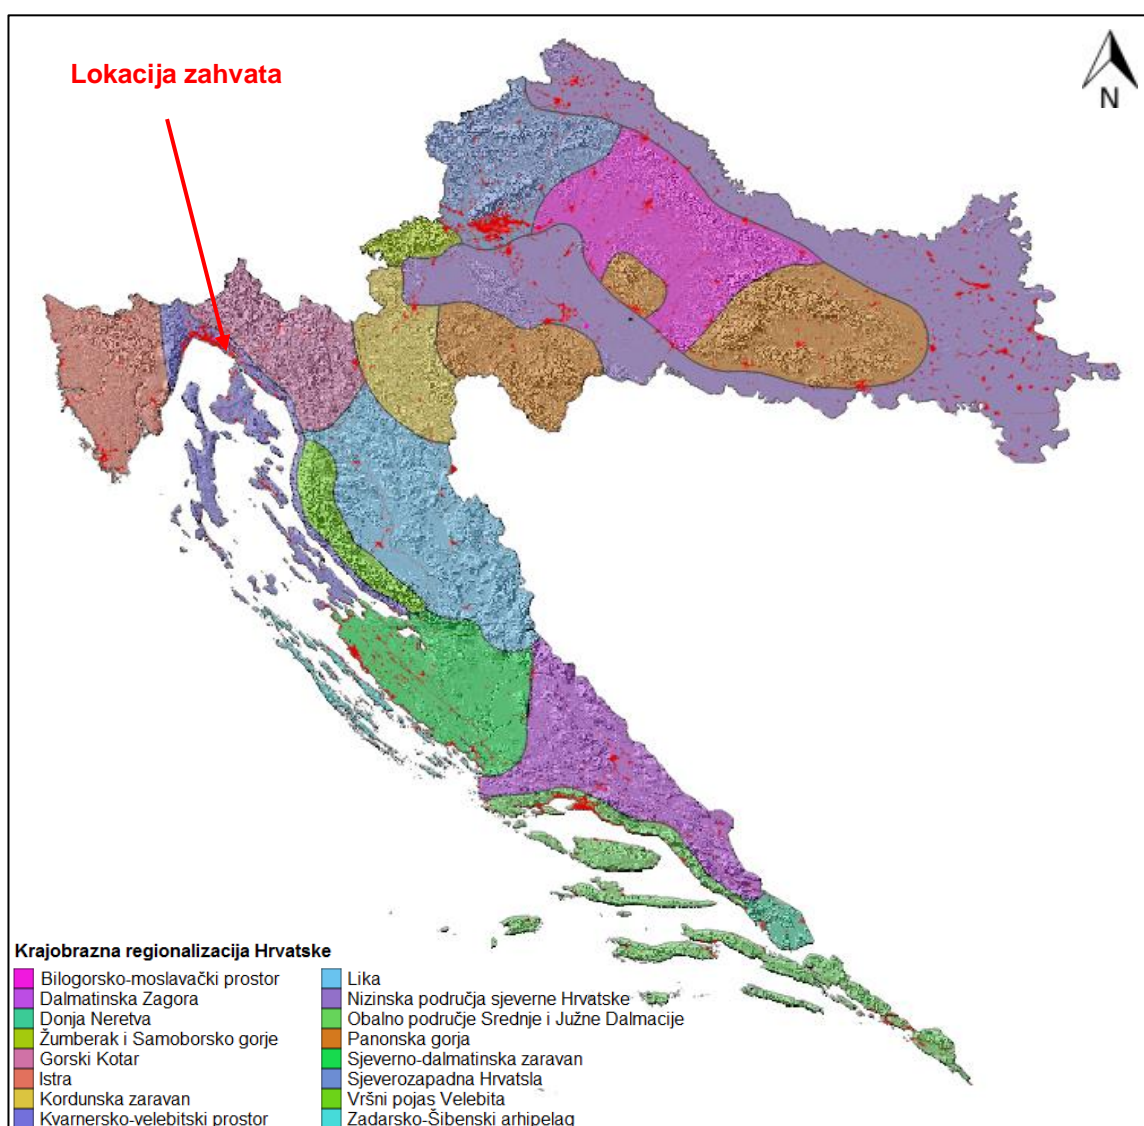 Lokacija zahvata
N
Krajobrazna regionalizacija Hrvatske
Bilogorsko-moslavački prostor
Dalmatinska Zagora
Donja Neretva
Žumberak i Samoborsko gorje
Gorski Kotar
Istra
Kordunska zaravan
Kvarnersko-velebitski prostor
Lika
Nizinska područja sjeverne Hrvatske
Obalno područje Srednje i Južne Dalmacije
Panonska gorja
Sjeverno-dalmatinska zaravan
Sjeverozapadna Hrvatsla
Vršni pojas Velebita
Zadarsko-Šibenski arhipelag